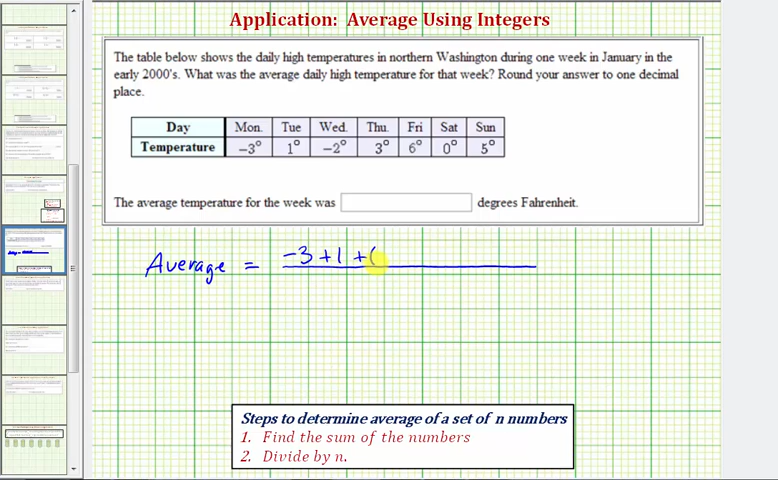 Application: Average Using Integers
The table below shows the daily high temperatures in northern Washington during one week in January in the
early 2000's. What was the average daily high temperature for that week? Round your answer to one decimal
place.
Day Mon. Tue Wed. Thu. Fri Sat Sun
Temperature −3° 1° −2° 3° 6° 0° 5°
The average temperature for the week was degrees Fahrenheit.
Average = -3 + 1 + (
Steps to determine average of a set of n numbers
1. Find the sum of the numbers
2. Divide by n.